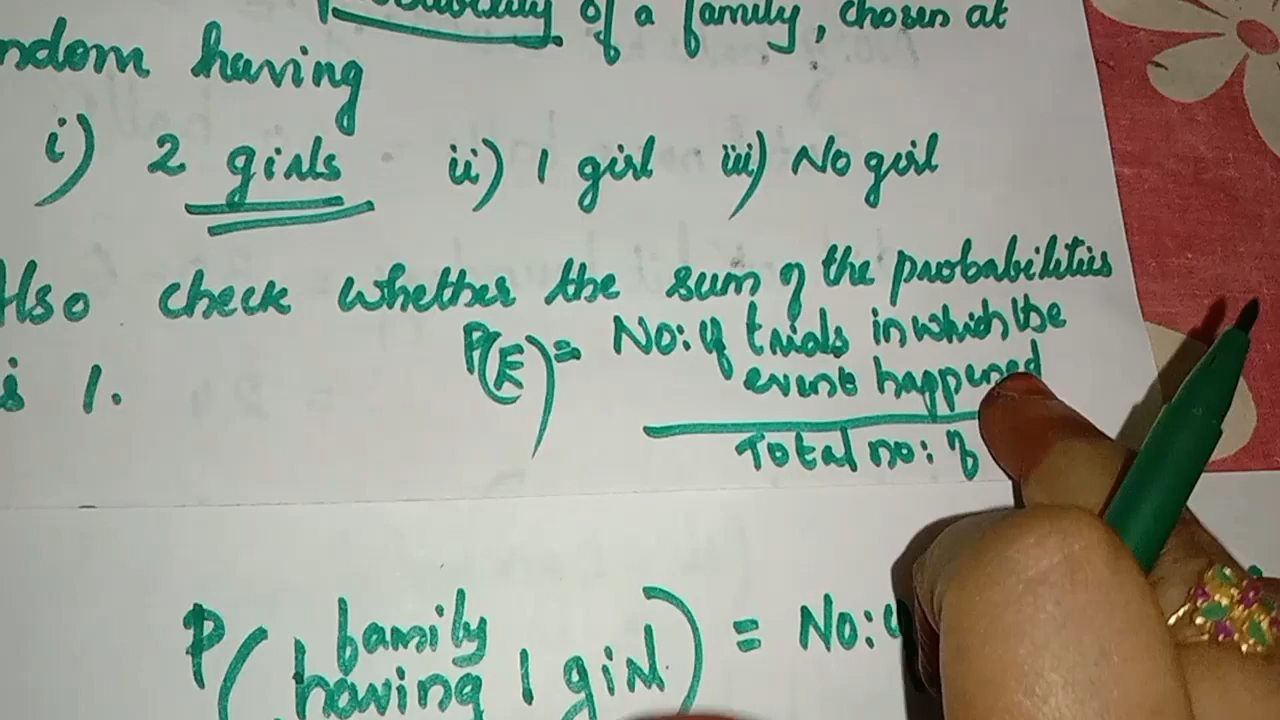 Probability of a family, chosen at
ndom having
i) 2 girls ii) 1 girl iii) No girl
Also check whether the sum of the probabilities
is 1.
P(E) = No: of trials in which the
event happened
Total no: of
P( family having 1 girl ) = No: of